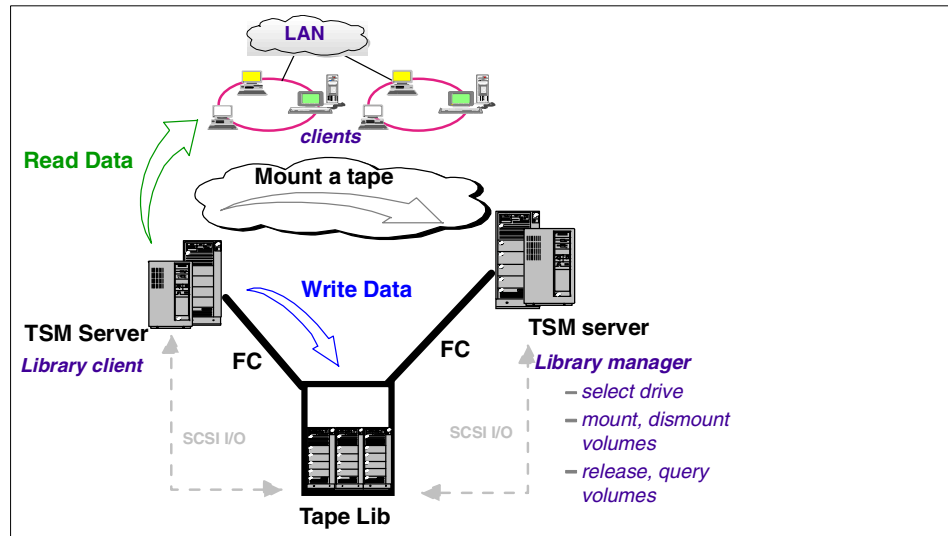 LAN
clients
Read Data
Mount a tape
Write Data
TSM Server
Library client
FC
FC
TSM server
Library manager
– select drive
– mount, dismount
volumes
– release, query
volumes
SCSI I/O
SCSI I/O
Tape Lib